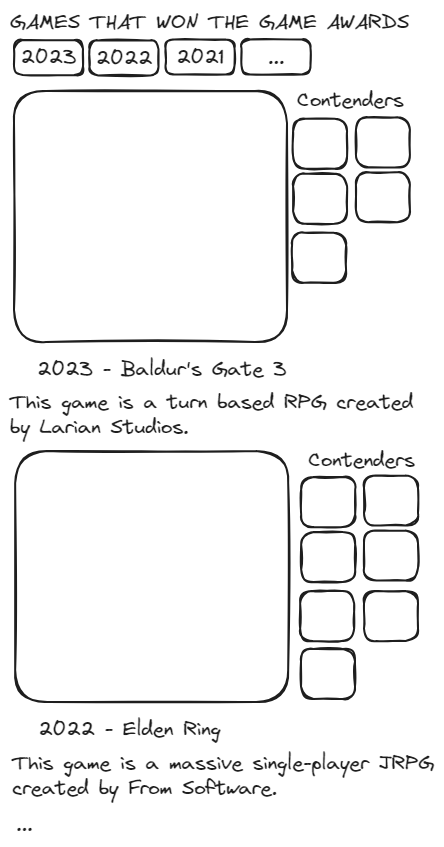 GAMES THAT WON THE GAME AWARDS
2023 2022 2021 ...
Contenders
2023 - Baldur's Gate 3
This game is a turn based RPG created
by Larian Studios.
Contenders
2022 - Elden Ring
This game is a massive single-player JRPG
created by From Software.
...